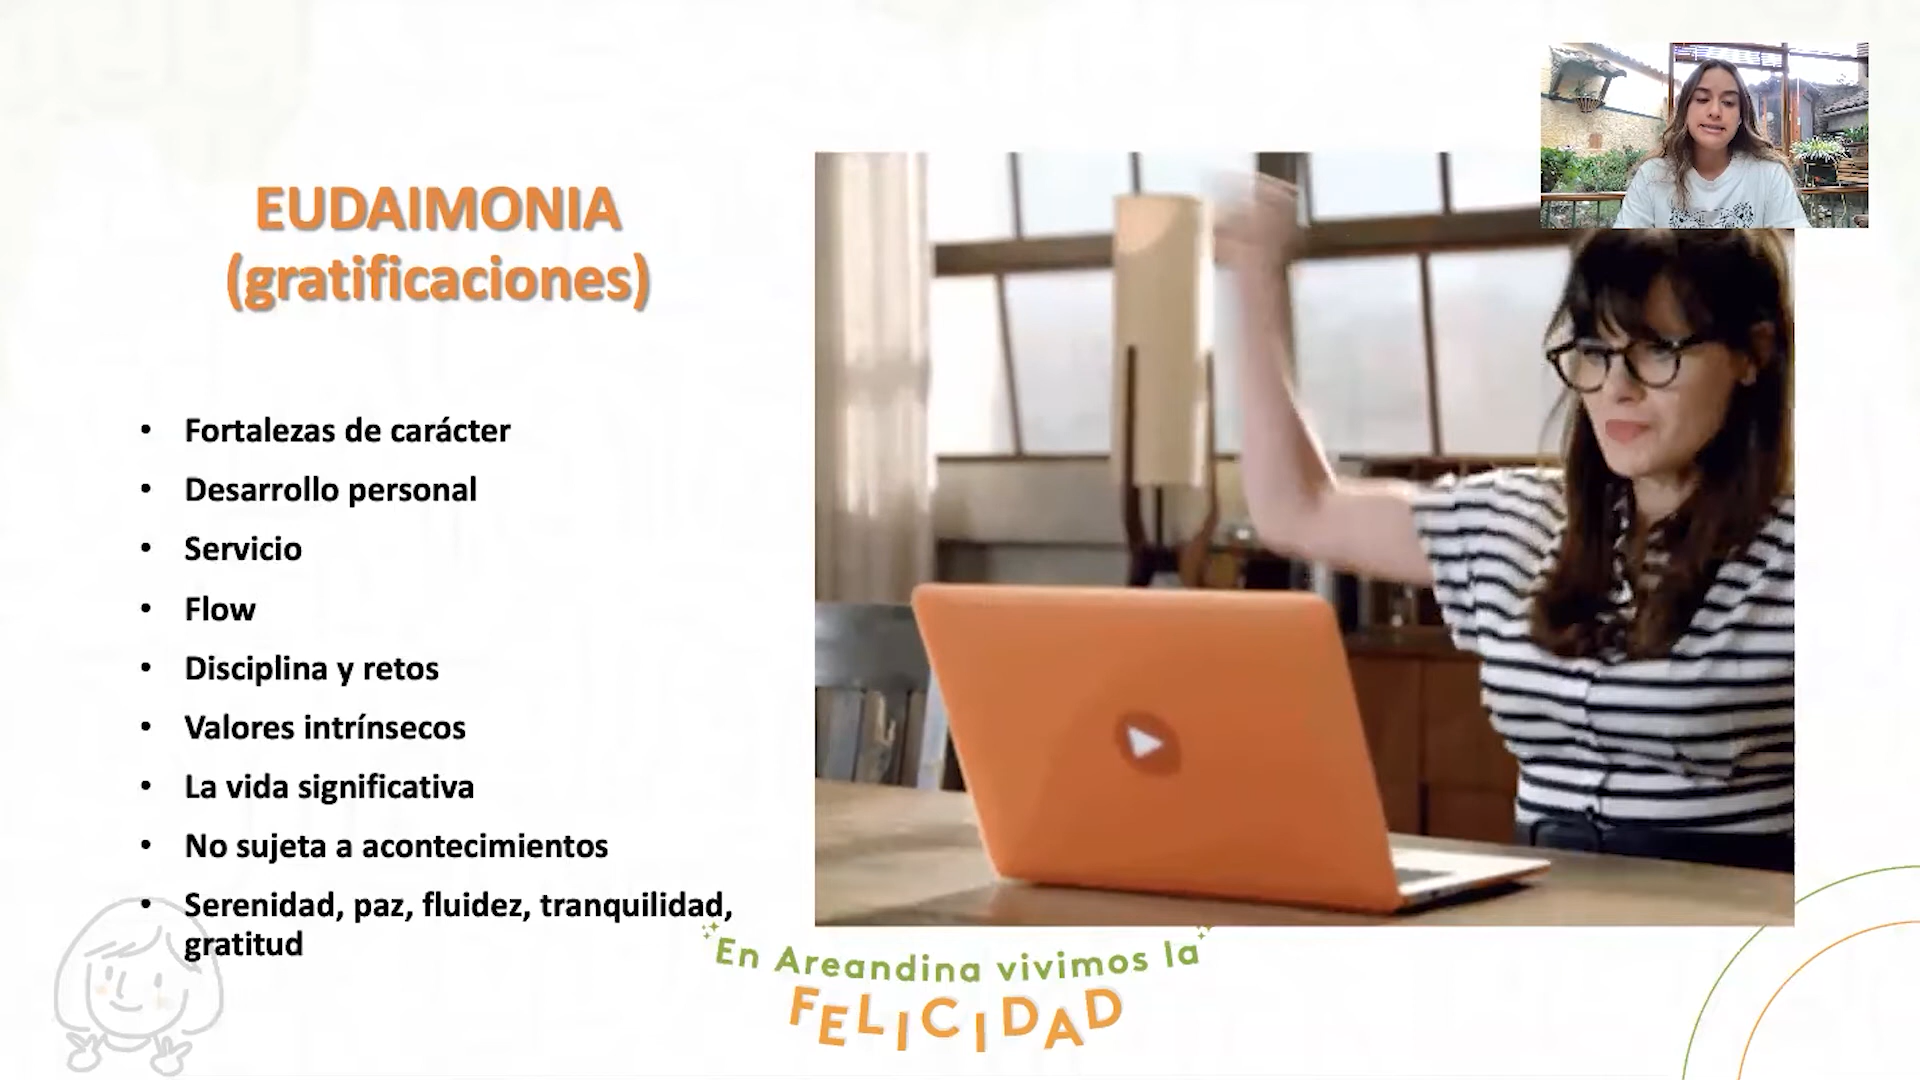 EUDAIMONIA
(gratificaciones)
• Fortalezas de carácter
• Desarrollo personal
• Servicio
• Flow
• Disciplina y retos
• Valores intrínsecos
• La vida significativa
• No sujeta a acontecimientos
• Serenidad, paz, fluidez, tranquilidad,
gratitud
En Areandina vivimos la
FELICIDAD